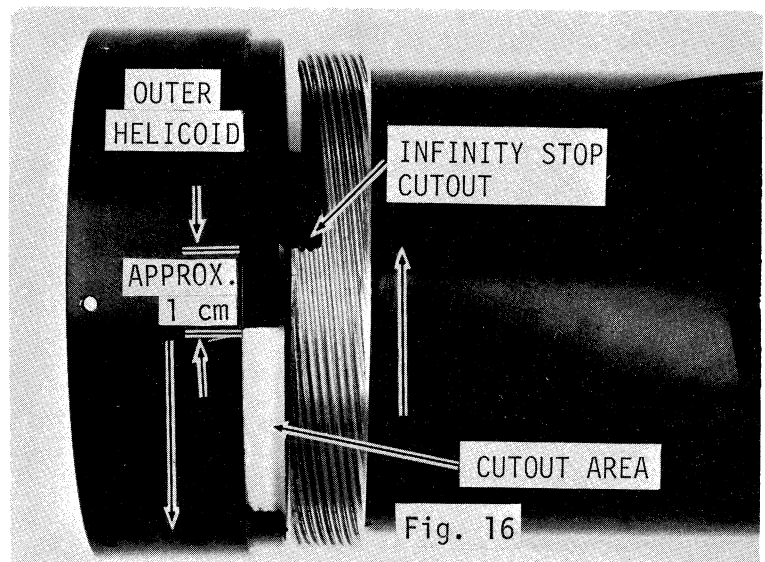 OUTER
HELICOID
INFINITY STOP
CUTOUT
APPROX.
1 cm
CUTOUT AREA
Fig. 16